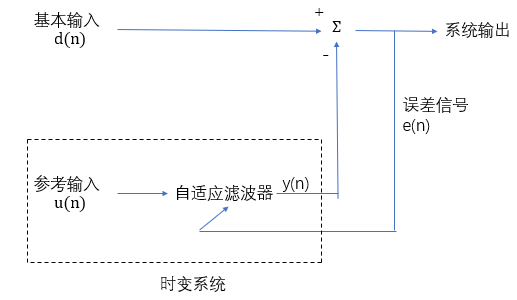 基本输入
d(n)
+
Σ
-
系统输出
误差信号
e(n)
参考输入
u(n)
自适应滤波器
y(n)
时变系统